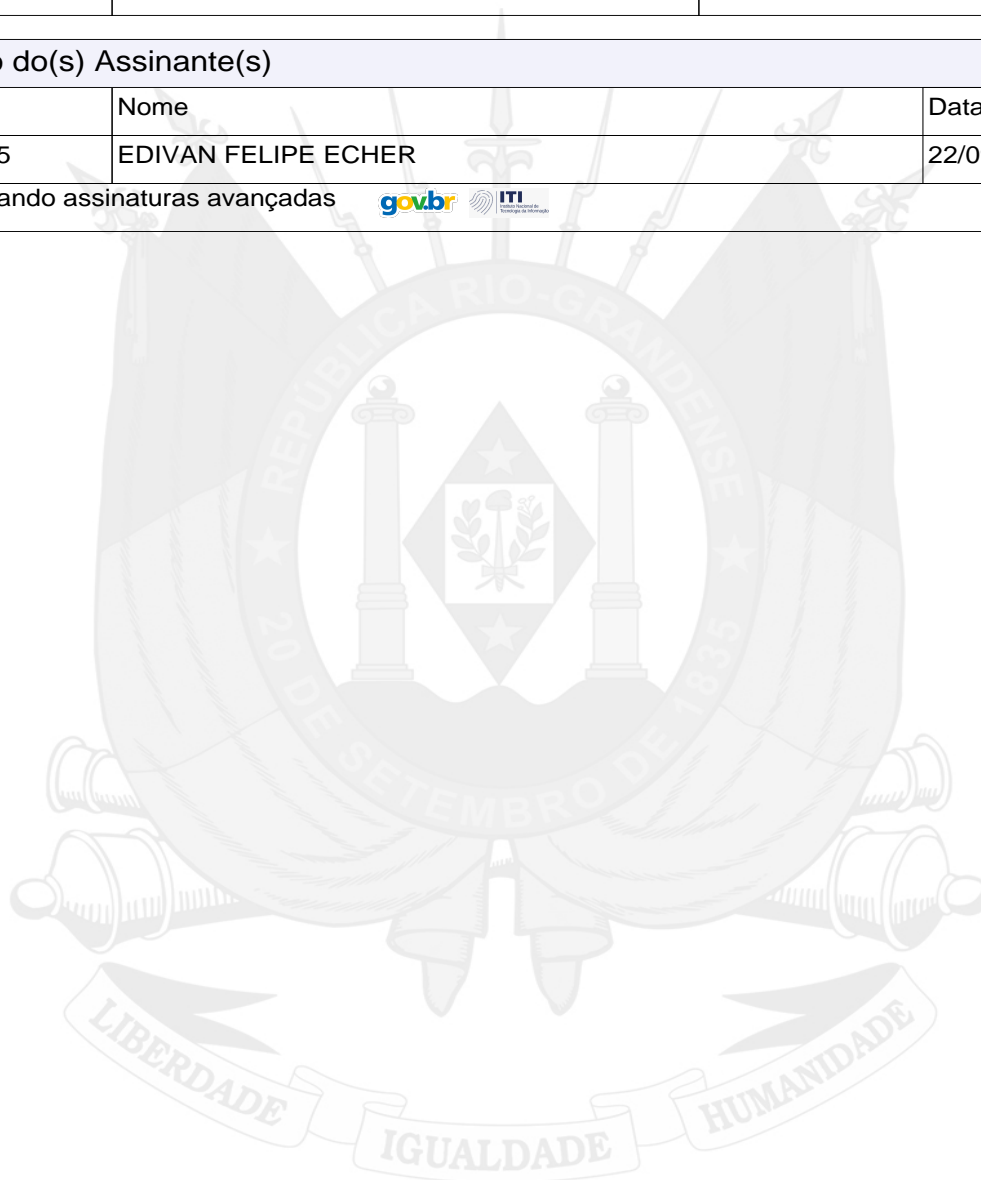 o do(s) Assinante(s)
Nome Data
5 EDIVAN FELIPE ECHER 22/0
ando assinaturas avançadas gov.br ITI
REPÚBLICA RIO-GRANDENSE
20 DE SETEMBRO DE 1835
LIBERDADE IGUALDADE HUMANIDADE